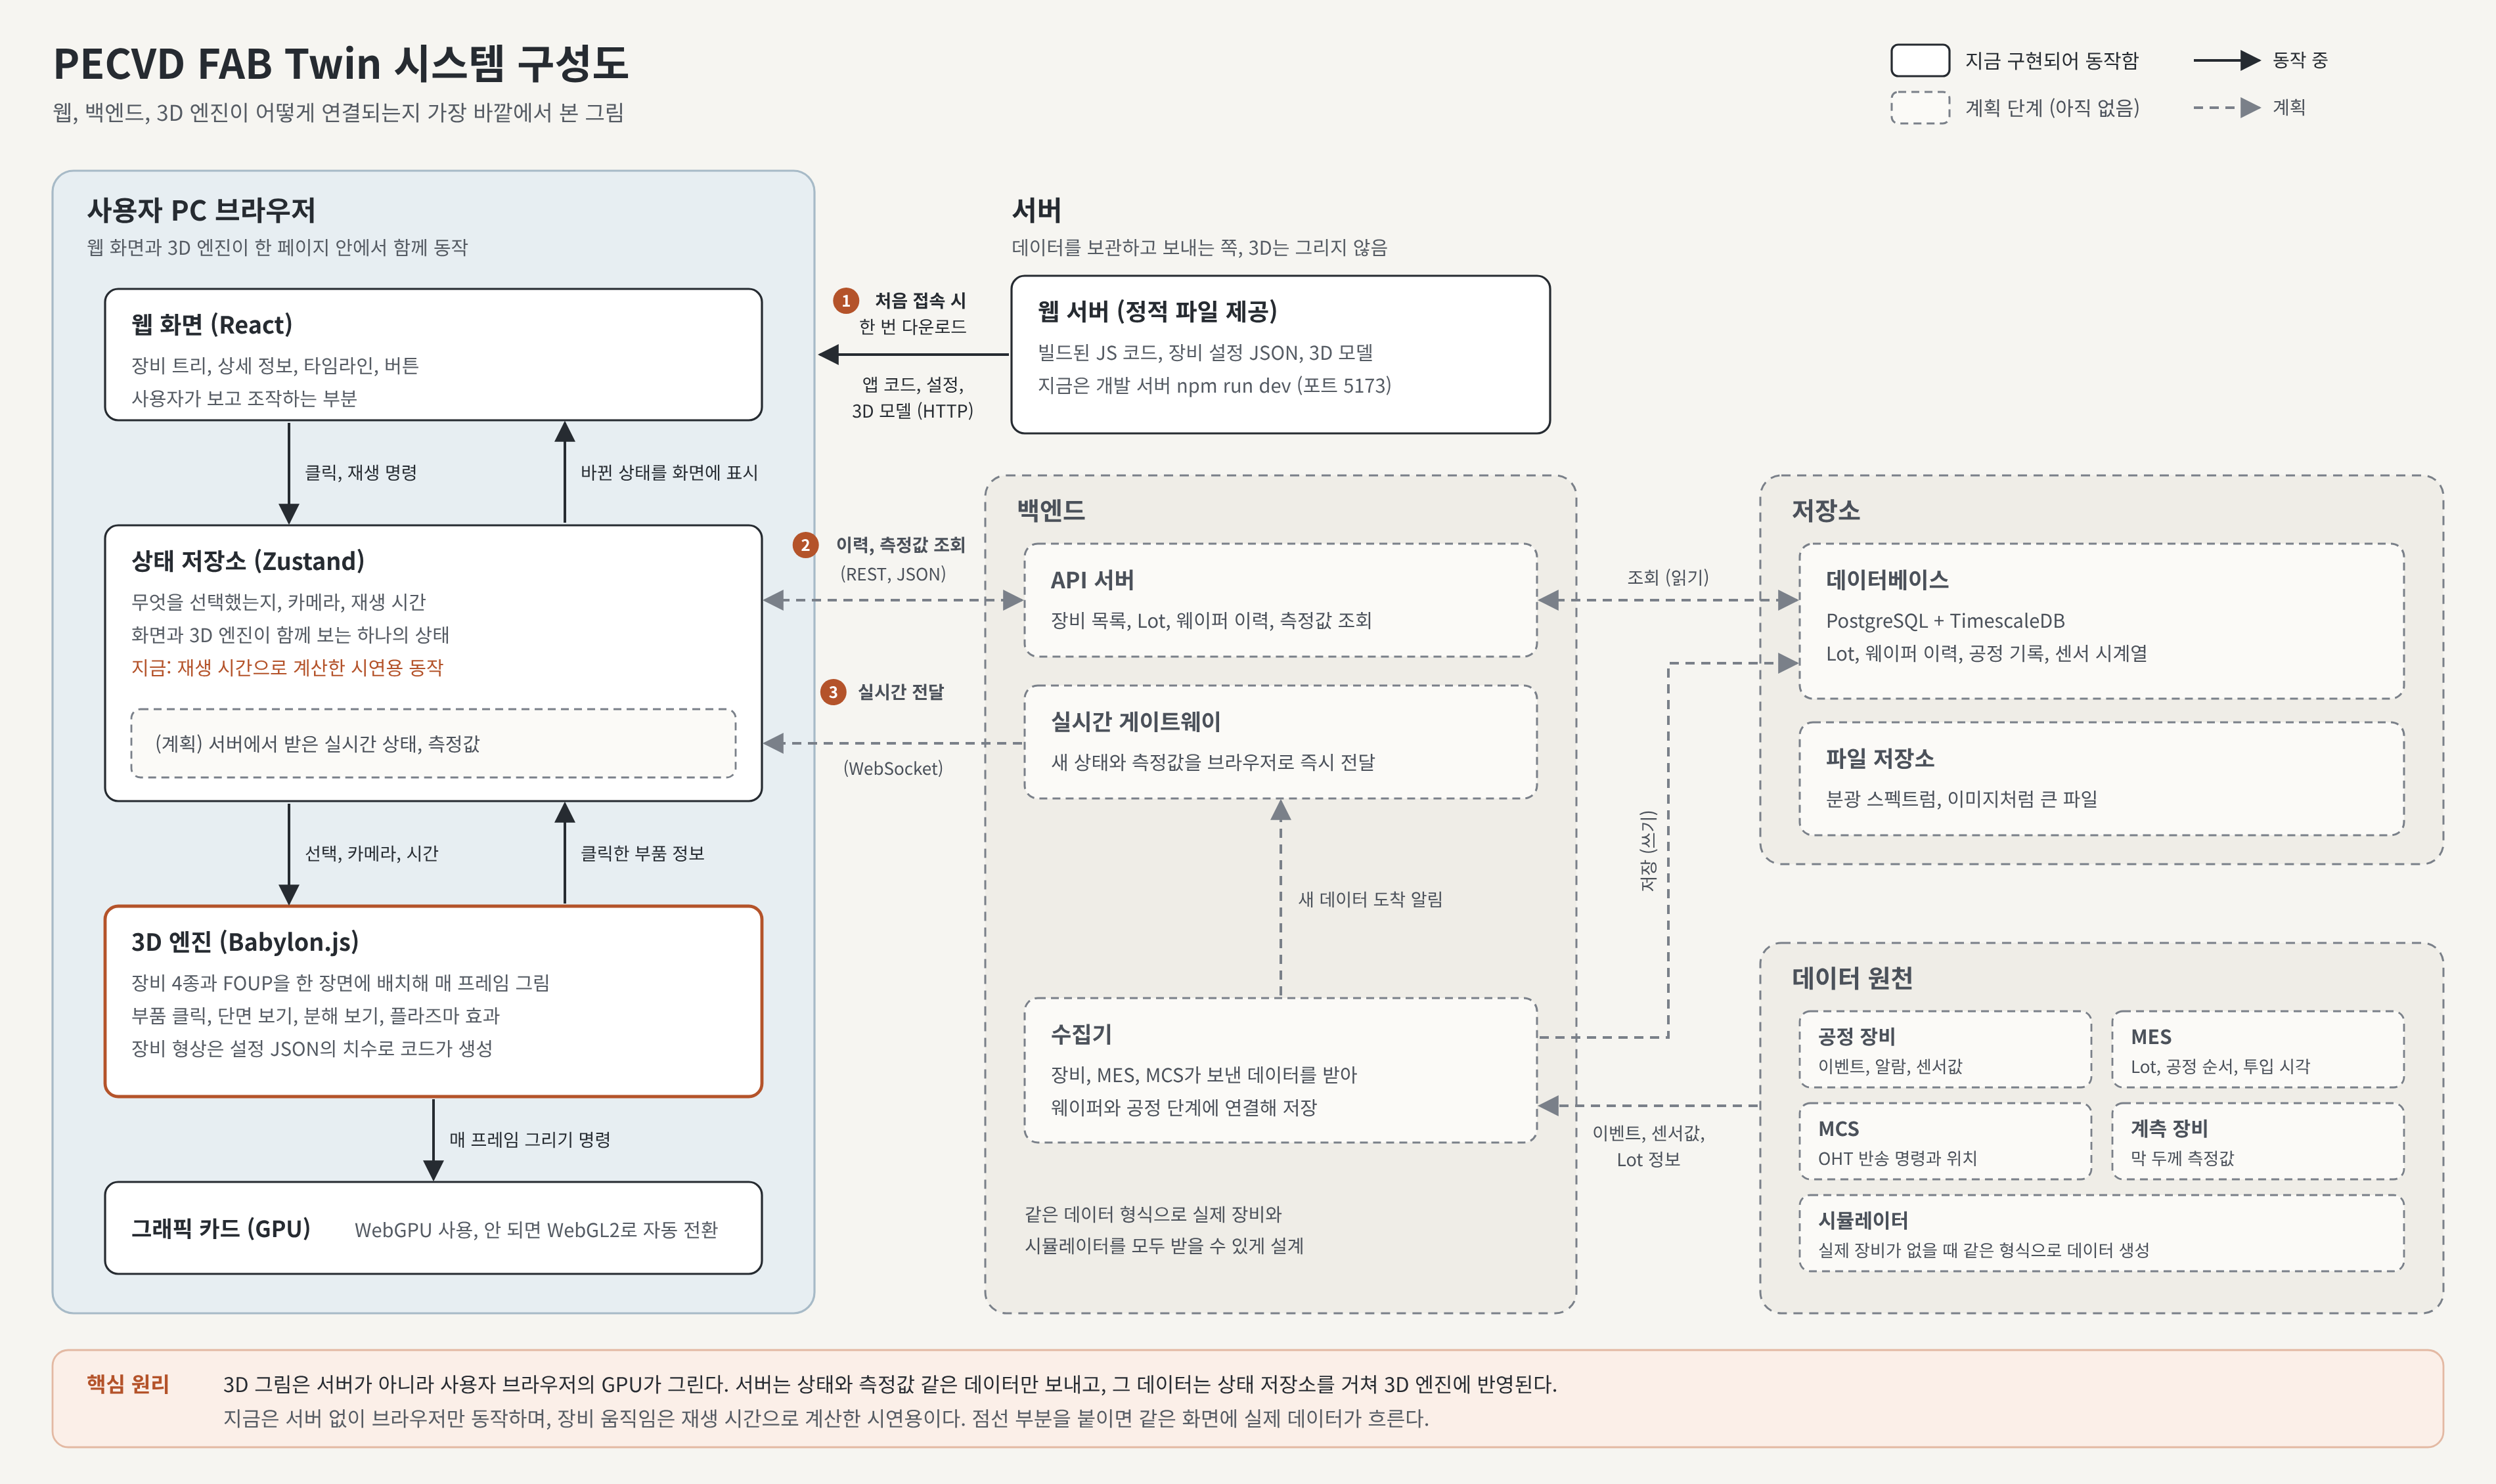 PECVD FAB Twin 시스템 구성도
웹, 백엔드, 3D 엔진이 어떻게 연결되는지 가장 바깥에서 본 그림
지금 구현되어 동작함
동작 중
계획 단계 (아직 없음)
계획
사용자 PC 브라우저
웹 화면과 3D 엔진이 한 페이지 안에서 함께 동작
웹 화면 (React)
장비 트리, 상세 정보, 타임라인, 버튼
사용자가 보고 조작하는 부분
클릭, 재생 명령
바뀐 상태를 화면에 표시
상태 저장소 (Zustand)
무엇을 선택했는지, 카메라, 재생 시간
화면과 3D 엔진이 함께 보는 하나의 상태
지금: 재생 시간으로 계산한 시연용 동작
(계획) 서버에서 받은 실시간 상태, 측정값
선택, 카메라, 시간
클릭한 부품 정보
3D 엔진 (Babylon.js)
장비 4종과 FOUP을 한 장면에 배치해 매 프레임 그림
부품 클릭, 단면 보기, 분해 보기, 플라즈마 효과
장비 형상은 설정 JSON의 치수로 코드가 생성
매 프레임 그리기 명령
그래픽 카드 (GPU)
WebGPU 사용, 안 되면 WebGL2로 자동 전환
1 처음 접속 시
한 번 다운로드
앱 코드, 설정,
3D 모델 (HTTP)
2 이력, 측정값 조회
(REST, JSON)
3 실시간 전달
(WebSocket)
서버
데이터를 보관하고 보내는 쪽, 3D는 그리지 않음
웹 서버 (정적 파일 제공)
빌드된 JS 코드, 장비 설정 JSON, 3D 모델
지금은 개발 서버 npm run dev (포트 5173)
백엔드
API 서버
장비 목록, Lot, 웨이퍼 이력, 측정값 조회
실시간 게이트웨이
새 상태와 측정값을 브라우저로 즉시 전달
새 데이터 도착 알림
수집기
장비, MES, MCS가 보낸 데이터를 받아
웨이퍼와 공정 단계에 연결해 저장
같은 데이터 형식으로 실제 장비와
시뮬레이터를 모두 받을 수 있게 설계
조회 (읽기)
저장 (쓰기)
이벤트, 센서값,
Lot 정보
저장소
데이터베이스
PostgreSQL + TimescaleDB
Lot, 웨이퍼 이력, 공정 기록, 센서 시계열
파일 저장소
분광 스펙트럼, 이미지처럼 큰 파일
데이터 원천
공정 장비
이벤트, 알람, 센서값
MES
Lot, 공정 순서, 투입 시각
MCS
OHT 반송 명령과 위치
계측 장비
막 두께 측정값
시뮬레이터
실제 장비가 없을 때 같은 형식으로 데이터 생성
핵심 원리
3D 그림은 서버가 아니라 사용자 브라우저의 GPU가 그린다. 서버는 상태와 측정값 같은 데이터만 보내고, 그 데이터는 상태 저장소를 거쳐 3D 엔진에 반영된다.
지금은 서버 없이 브라우저만 동작하며, 장비 움직임은 재생 시간으로 계산한 시연용이다. 점선 부분을 붙이면 같은 화면에 실제 데이터가 흐른다.